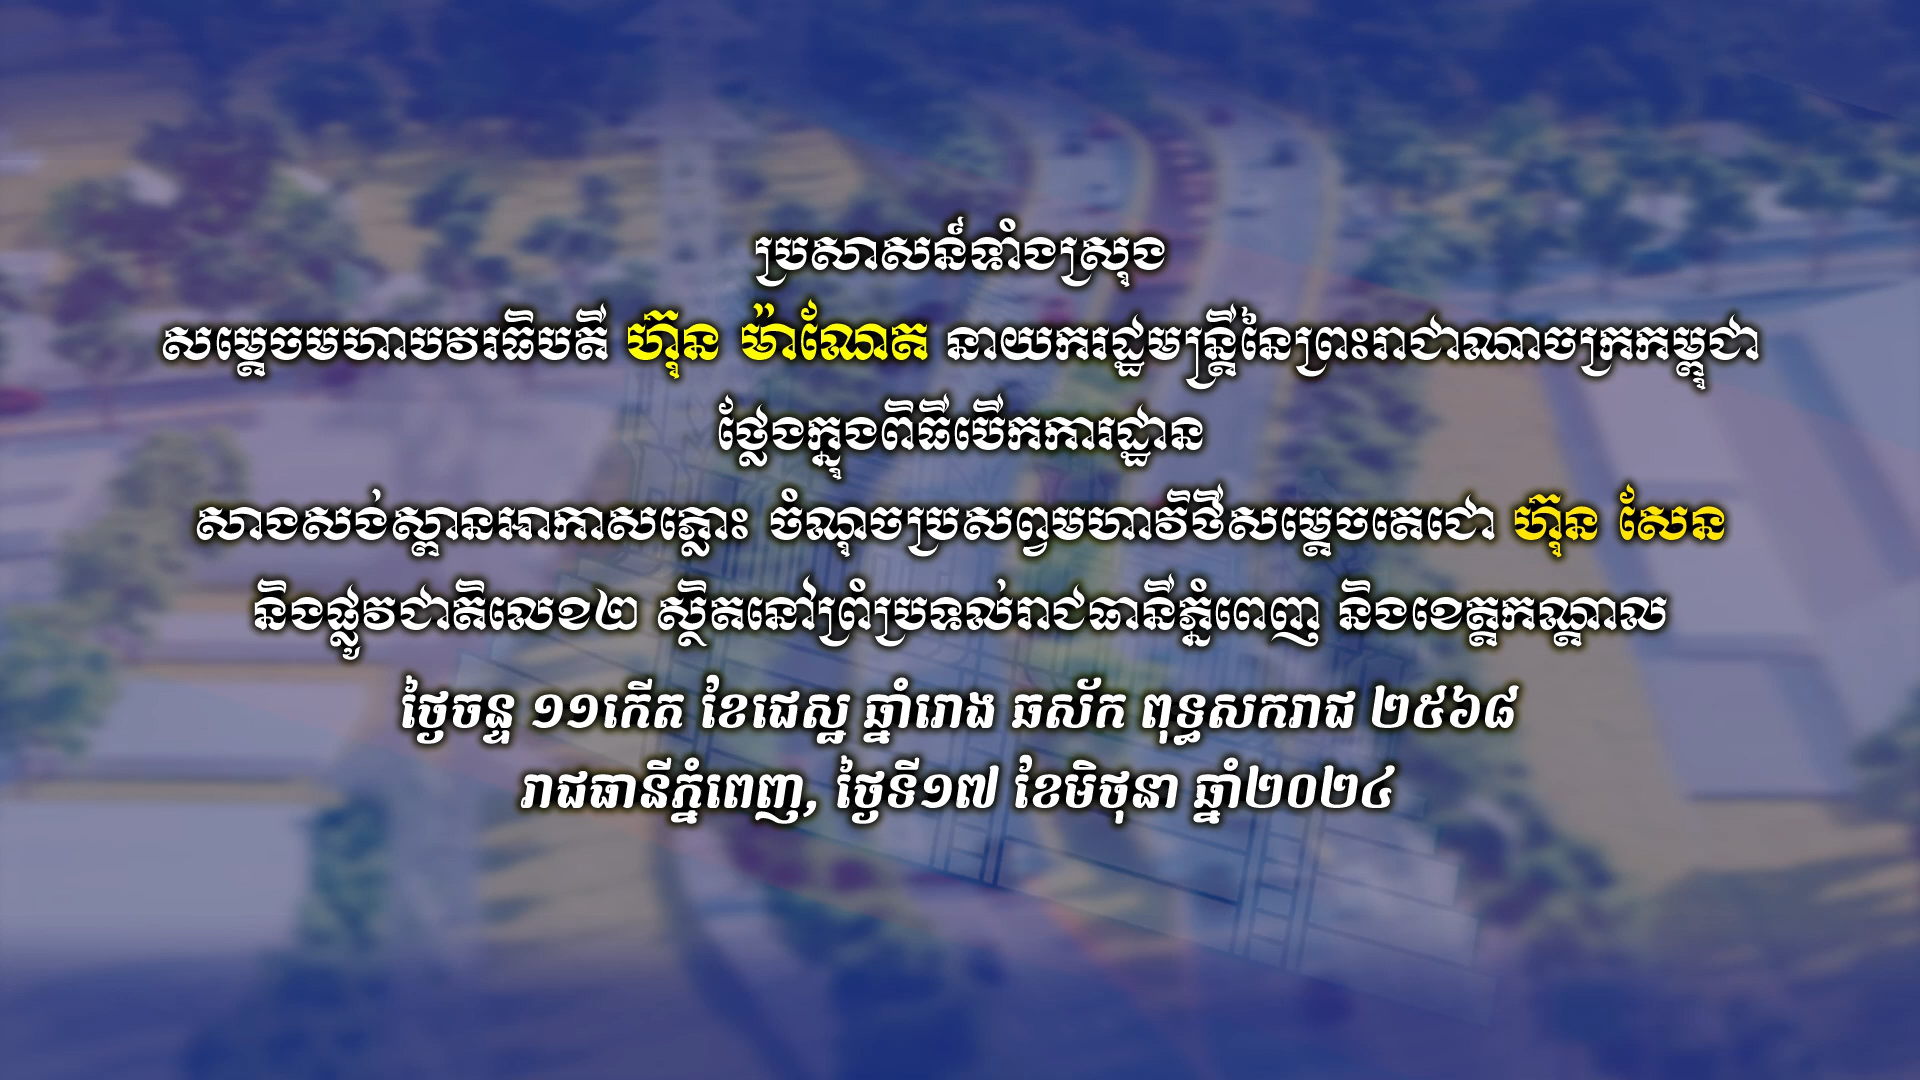 ប្រសាសន៍ទាំងស្រុង
សម្តេចមហាបវរធិបតី ហ៊ុន ម៉ាណែត នាយករដ្ឋមន្ត្រីនៃព្រះរាជាណាចក្រកម្ពុជា
ថ្លែងក្នុងពិធីបើកការដ្ឋាន
សាងសង់ស្ពានអាកាសភ្លោះ ចំណុចប្រសព្វមហាវិថីសម្តេចតេជោ ហ៊ុន សែន
និងផ្លូវជាតិលេខ២ ស្ថិតនៅព្រំប្រទល់រាជធានីភ្នំពេញ និងខេត្តកណ្តាល
ថ្ងៃចន្ទ ១១កើត ខែជេស្ឋ ឆ្នាំរោង ឆស័ក ពុទ្ធសករាជ ២៥៦៨
រាជធានីភ្នំពេញ, ថ្ងៃទី១៧ ខែមិថុនា ឆ្នាំ២០២៤